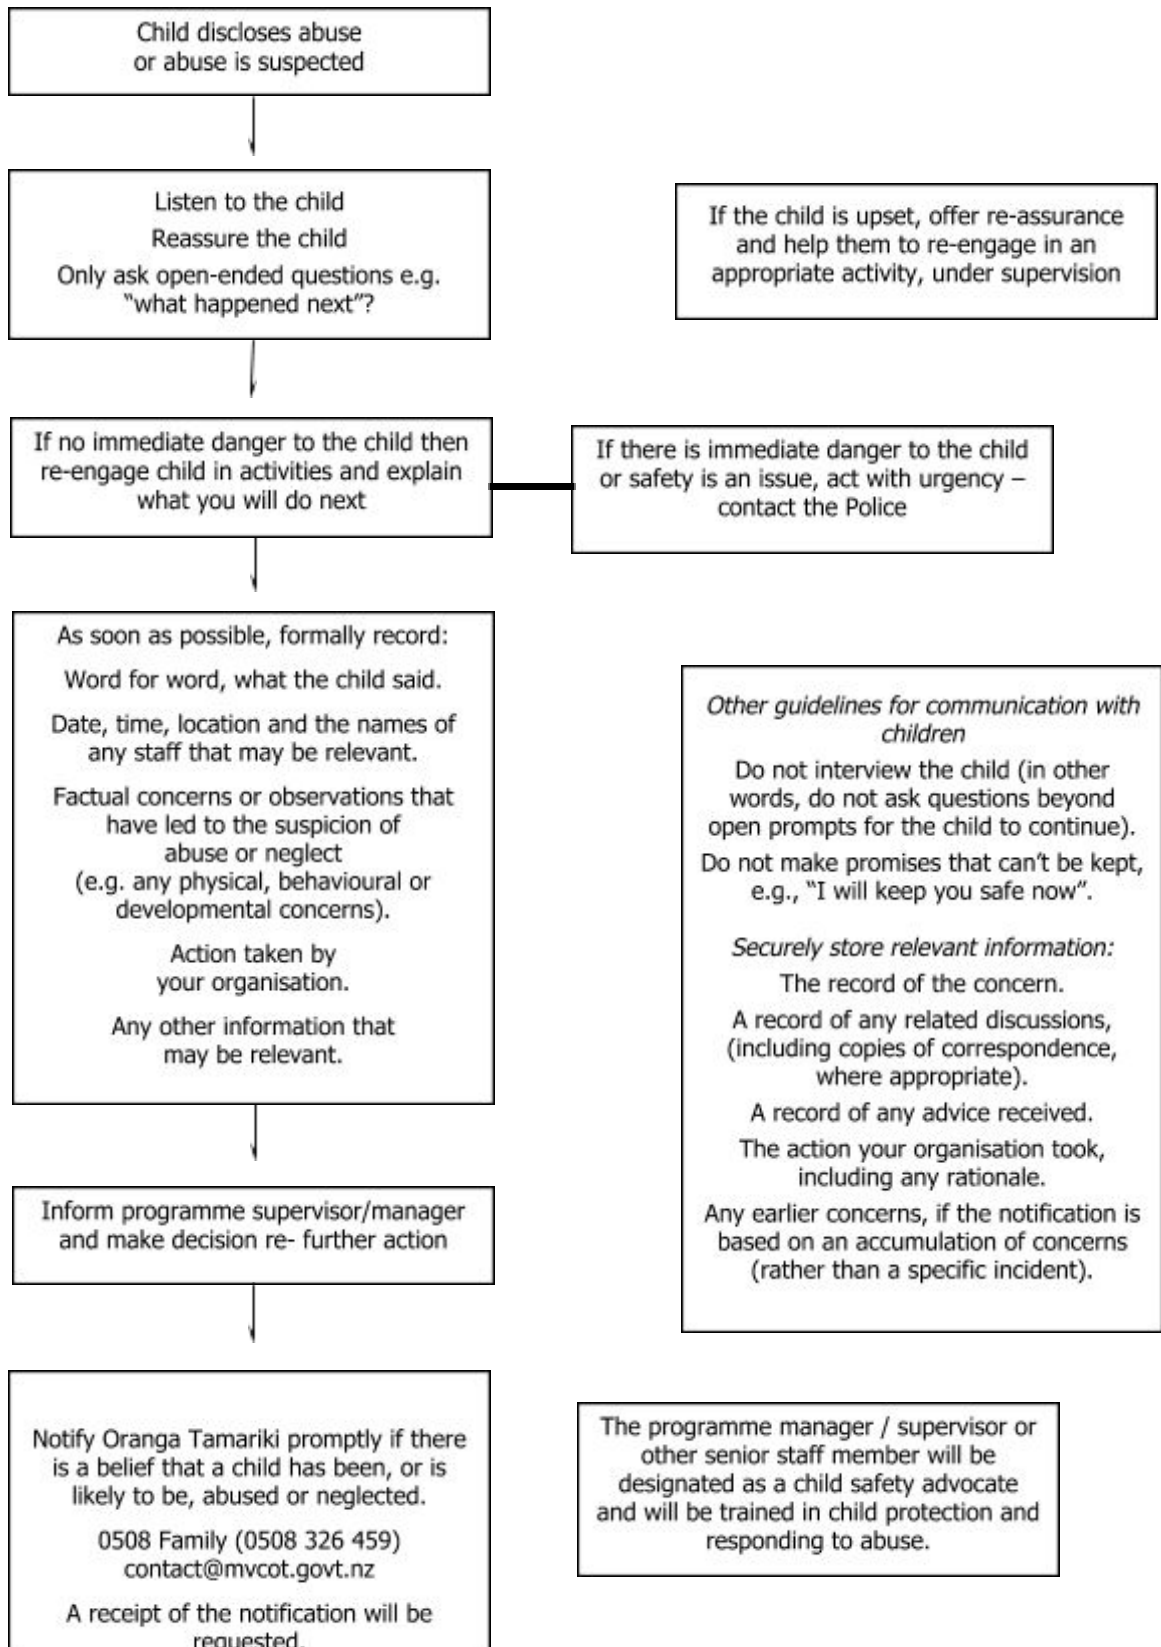 Child discloses abuse
or abuse is suspected
Listen to the child
Reassure the child
Only ask open-ended questions e.g.
“what happened next”?
If the child is upset, offer re-assurance
and help them to re-engage in an
appropriate activity, under supervision
If no immediate danger to the child then
re-engage child in activities and explain
what you will do next
If there is immediate danger to the child
or safety is an issue, act with urgency –
contact the Police
As soon as possible, formally record:
Word for word, what the child said.
Date, time, location and the names of
any staff that may be relevant.
Factual concerns or observations that
have led to the suspicion of
abuse or neglect
(e.g. any physical, behavioural or
developmental concerns).
Action taken by
your organisation.
Any other information that
may be relevant.
Other guidelines for communication with
children
Do not interview the child (in other
words, do not ask questions beyond
open prompts for the child to continue).
Do not make promises that can’t be kept,
e.g., “I will keep you safe now”.
Securely store relevant information:
The record of the concern.
A record of any related discussions,
(including copies of correspondence,
where appropriate).
A record of any advice received.
The action your organisation took,
including any rationale.
Any earlier concerns, if the notification is
based on an accumulation of concerns
(rather than a specific incident).
Inform programme supervisor/manager
and make decision re- further action
Notify Oranga Tamariki promptly if there
is a belief that a child has been, or is
likely to be, abused or neglected.
0508 Family (0508 326 459)
contact@mvcot.govt.nz
A receipt of the notification will be
requested.
The programme manager / supervisor or
other senior staff member will be
designated as a child safety advocate
and will be trained in child protection and
responding to abuse.